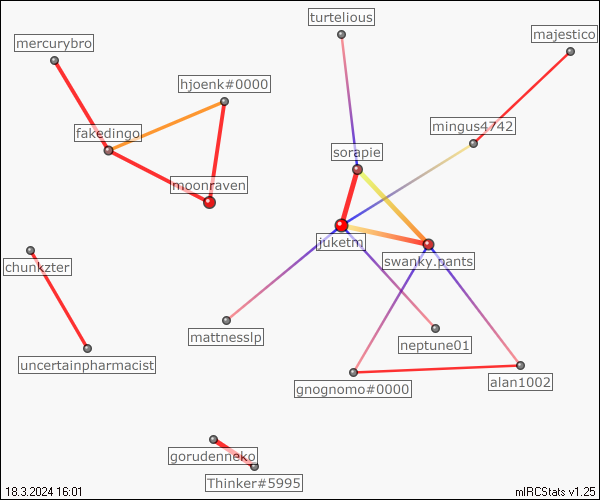 turtelious
majestico
mercurybro
hjoenk#0000
mingus4742
fakedingo
sorapie
moonraven
juketm
swanky.pants
chunkzter
mattnesslp
neptune01
uncertainpharmacist
gnognomo#0000
alan1002
gorudenneko
Thinker#5995
18.3.2024 16:01
mIRCStats v1.25